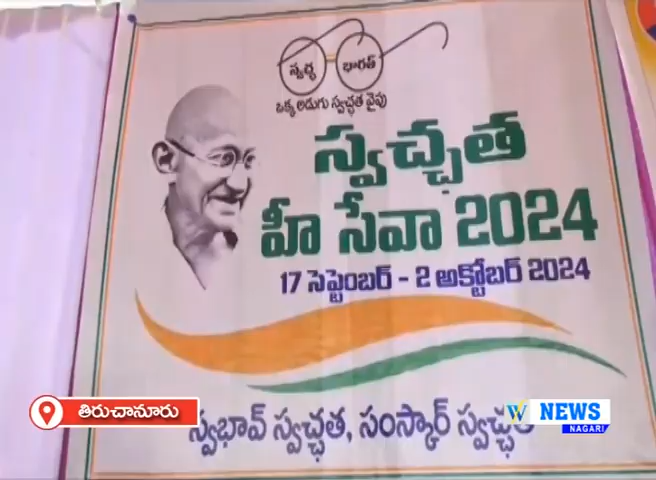 స్వచ్ఛ భారత్
ఒక్క అడుగు స్వచ్ఛత వైపు
స్వచ్ఛత
హీ సేవా 2024
17 సెప్టెంబర్ - 2 అక్టోబర్ 2024
స్వభావ్ స్వచ్ఛత, సంస్కార్ స్వచ్ఛత
తిరుచానూరు
W NEWS
NAGARI